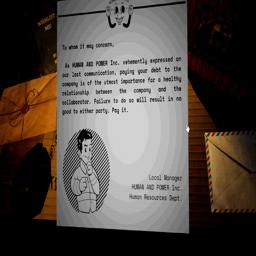 To whom it may concern,
As HUMAN AND POWER Inc. vehemently expressed on
our last communication, paying your debt to the
company is of the utmost importance for a healthy
relationship between the company and the
collaborator. Failure to do so will result in no
good to either party. Pay it.
Local Manager
HUMAN AND POWER Inc.
Human Resources Dept.